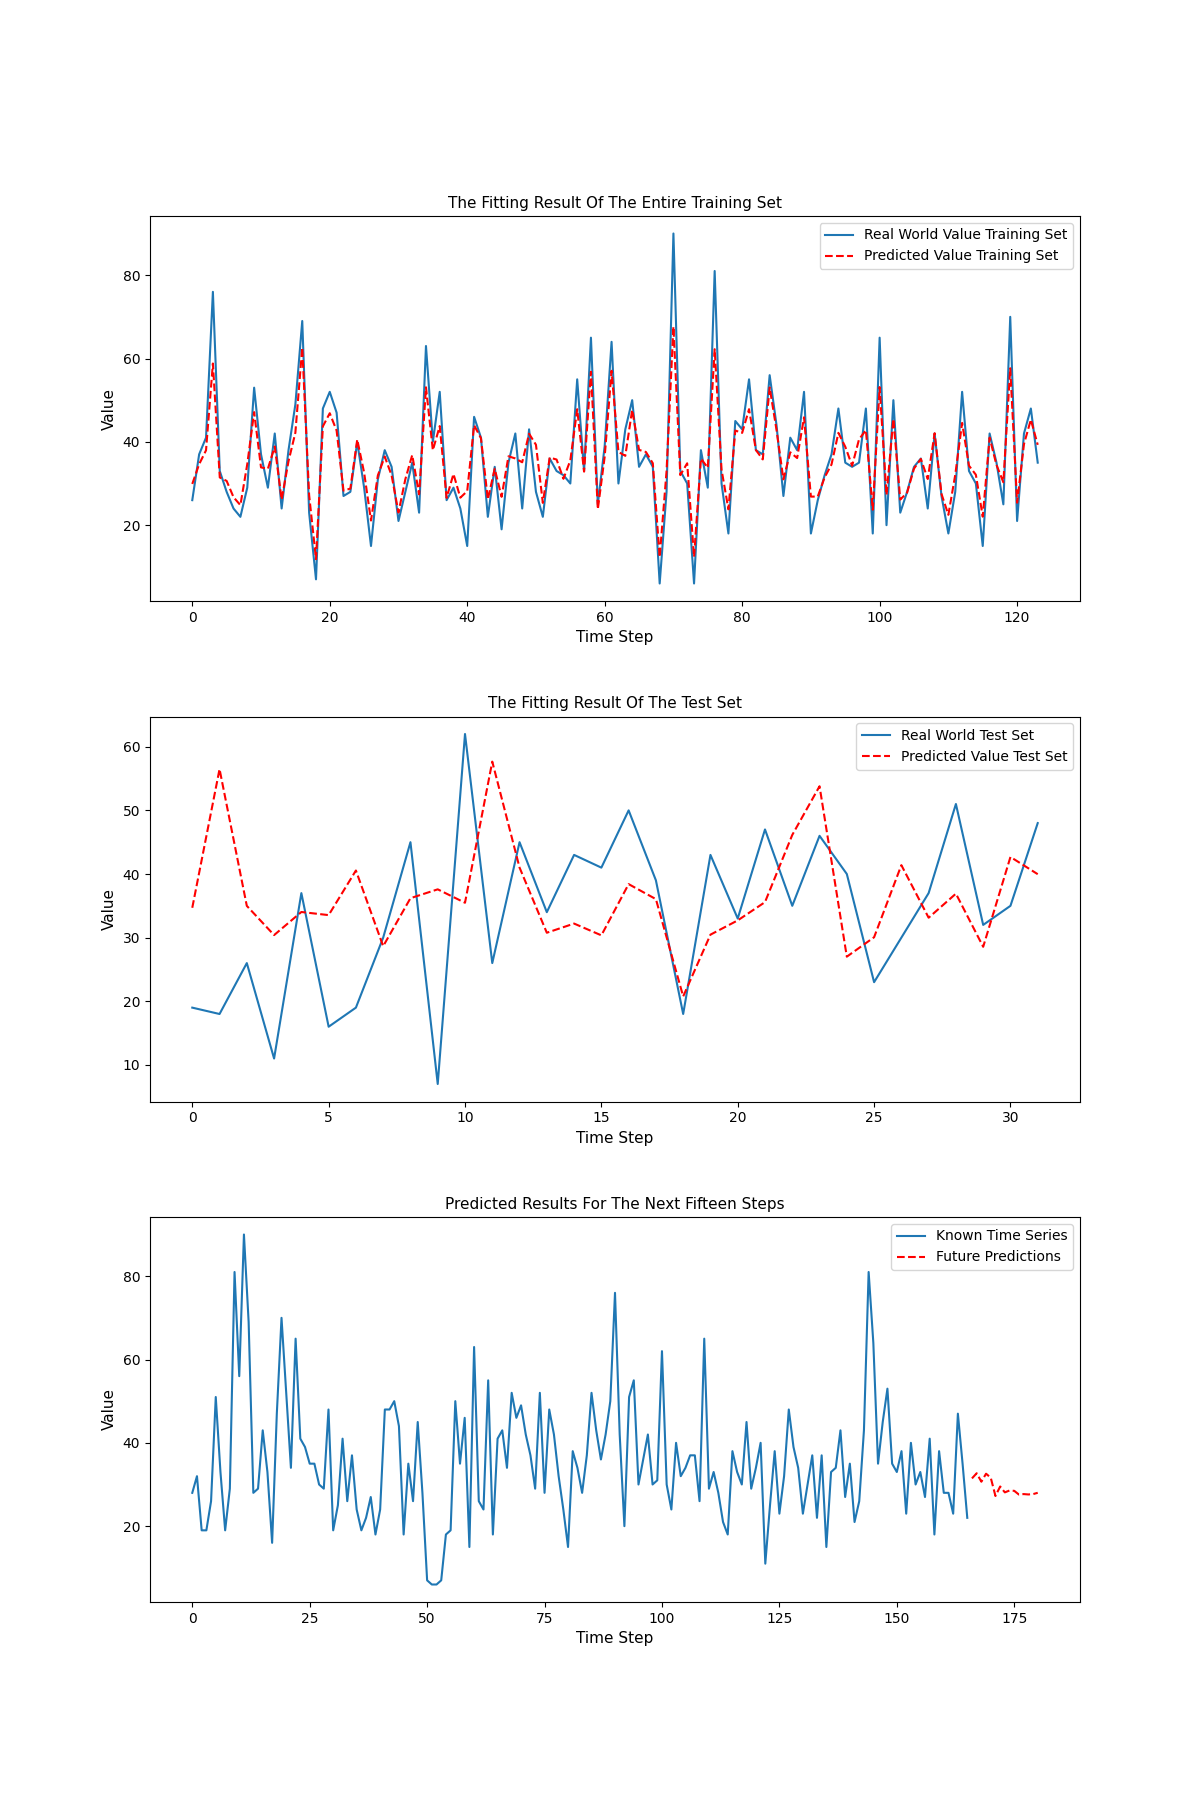 The Fitting Result Of The Entire Training Set
Real World Value Training Set
Predicted Value Training Set
Value
80
60
40
20
0 20 40 60 80 100 120
Time Step
The Fitting Result Of The Test Set
Real World Test Set
Predicted Value Test Set
Value
60
50
40
30
20
10
0 5 10 15 20 25 30
Time Step
Predicted Results For The Next Fifteen Steps
Known Time Series
Future Predictions
Value
80
60
40
20
0 25 50 75 100 125 150 175
Time Step